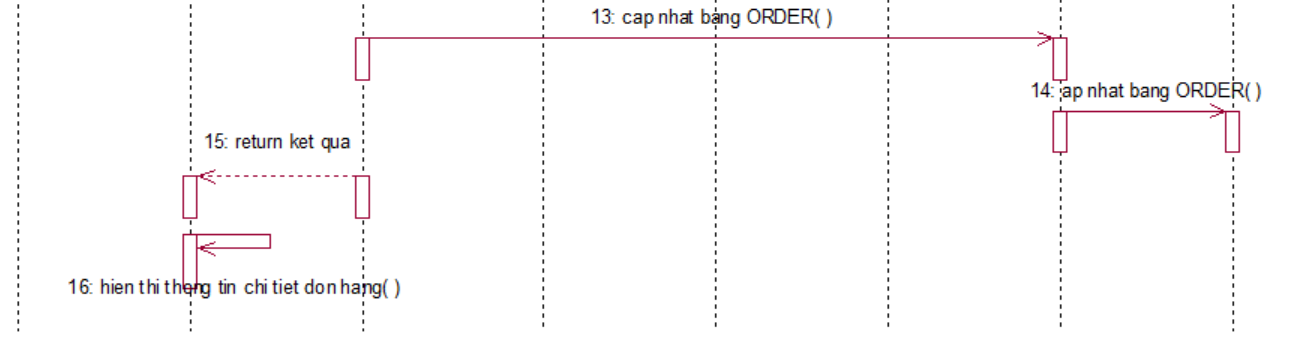 13: cap nhat bang ORDER( )
14: ap nhat bang ORDER( )
15: return ket qua
16: hien thi thong tin chi tiet don hang( )